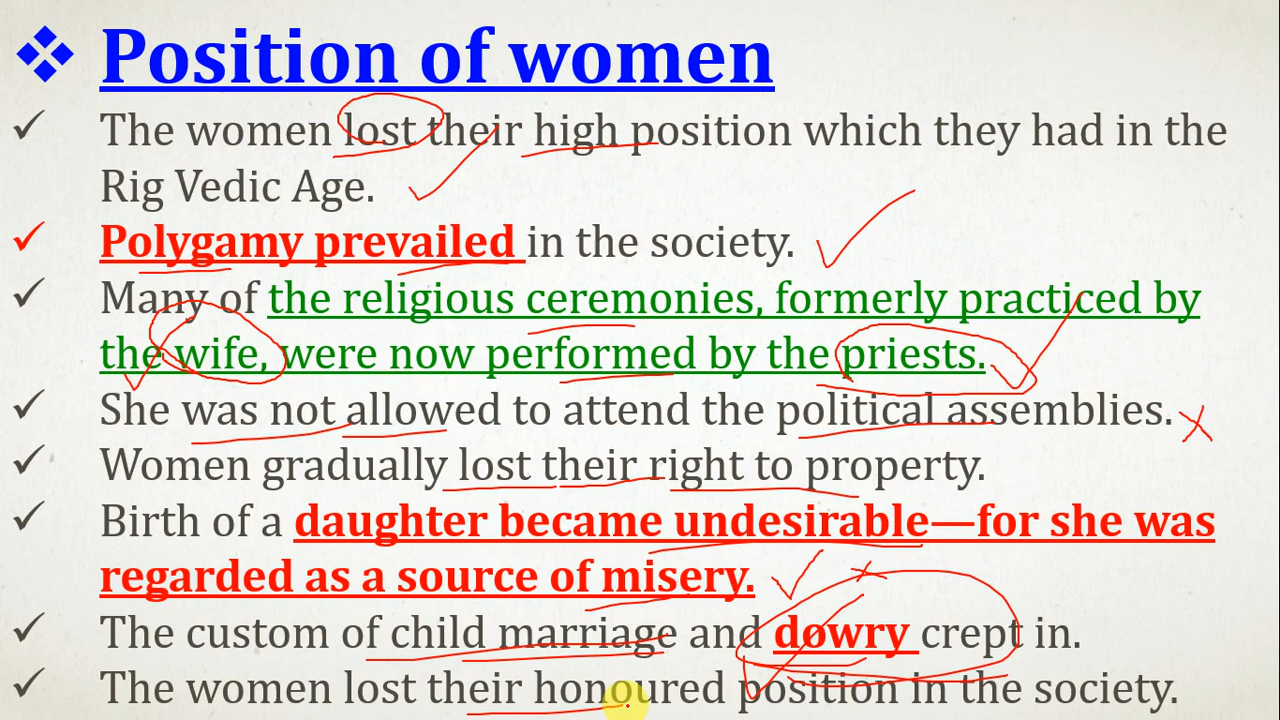 ❖ Position of women
✓ The women lost their high position which they had in the
Rig Vedic Age.
✓ Polygamy prevailed in the society.
✓ Many of the religious ceremonies, formerly practiced by
the wife, were now performed by the priests.
✓ She was not allowed to attend the political assemblies.
✓ Women gradually lost their right to property.
✓ Birth of a daughter became undesirable—for she was
regarded as a source of misery.
✓ The custom of child marriage and dowry crept in.
✓ The women lost their honoured position in the society.